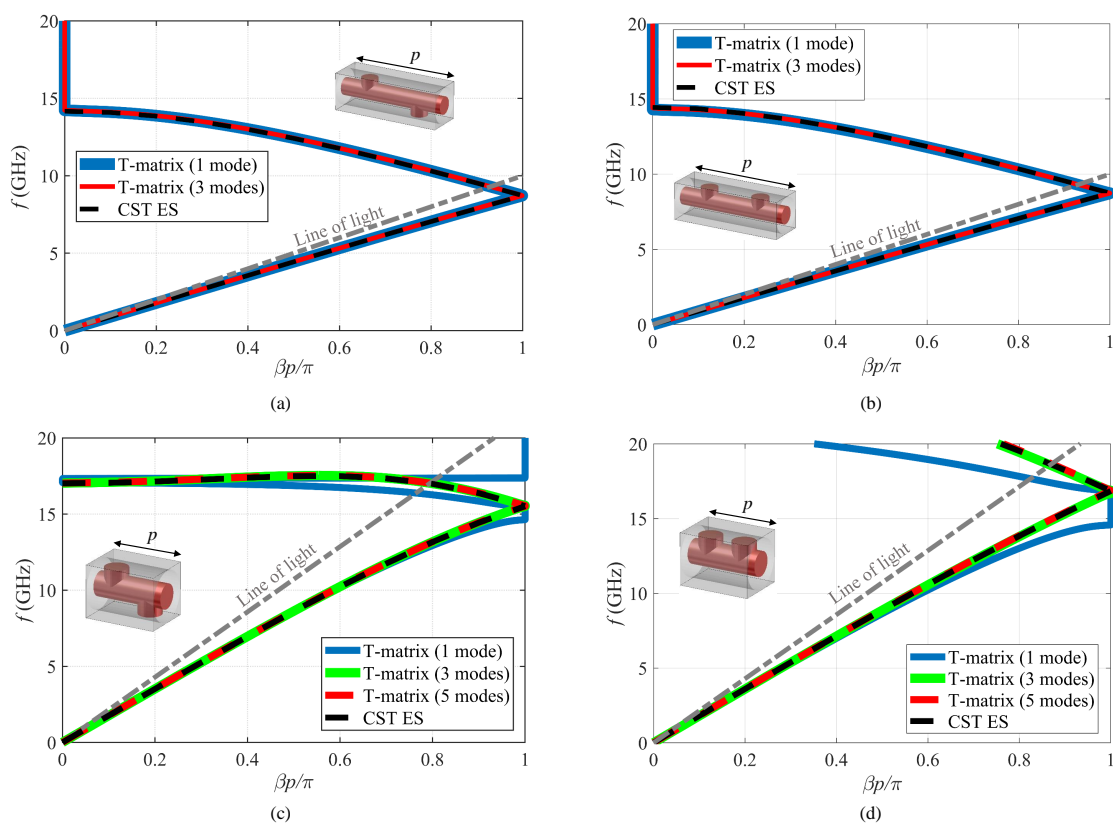 20
15
10
5
0
f (GHz)
p
T-matrix (1 mode)
T-matrix (3 modes)
CST ES
Line of light
0 0.2 0.4 0.6 0.8 1
βp/π
(a)
20
15
10
5
0
f (GHz)
T-matrix (1 mode)
T-matrix (3 modes)
CST ES
p
Line of light
0 0.2 0.4 0.6 0.8 1
βp/π
(b)
20
15
10
5
0
f (GHz)
p
Line of light
T-matrix (1 mode)
T-matrix (3 modes)
T-matrix (5 modes)
CST ES
0 0.2 0.4 0.6 0.8 1
βp/π
(c)
20
15
10
5
0
f (GHz)
p
Line of light
T-matrix (1 mode)
T-matrix (3 modes)
T-matrix (5 modes)
CST ES
0 0.2 0.4 0.6 0.8 1
βp/π
(d)